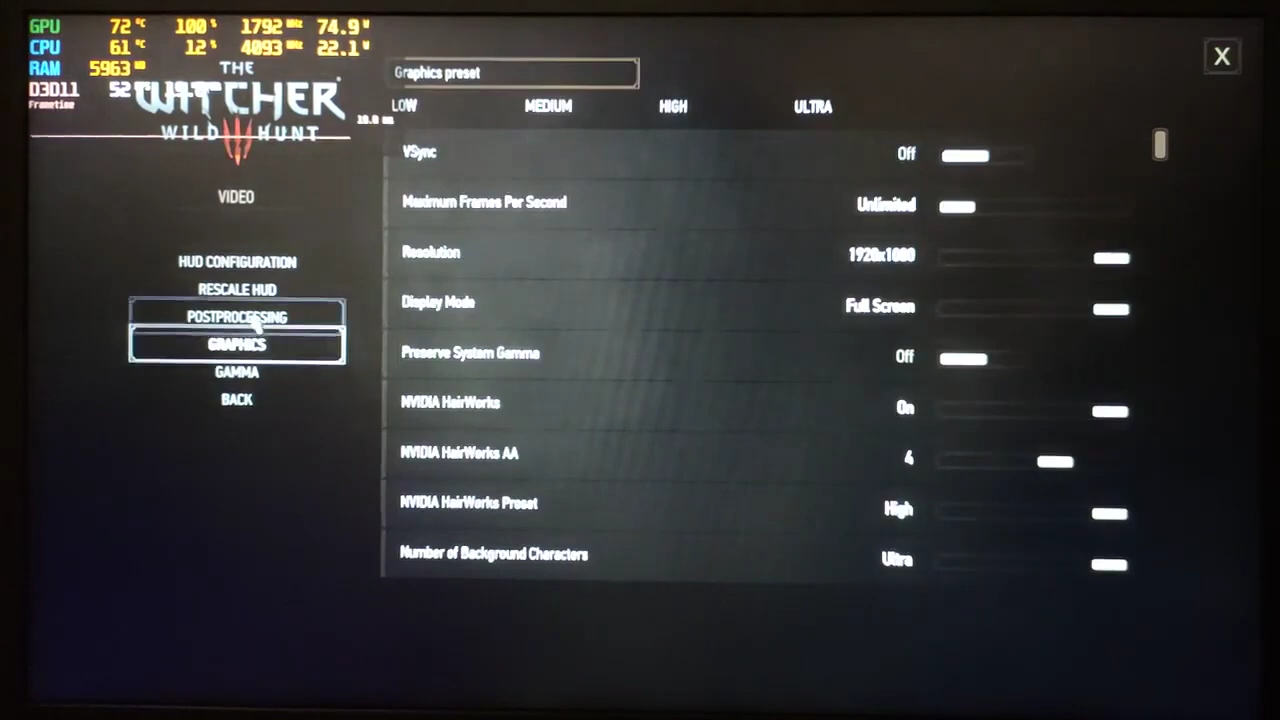 GPU 72 °C 100 % 1792 MHz 74.9 W
CPU 61 °C 12 % 4093 MHz 22.1 W
RAM 5963 MB
D3D11 52
Frametime
THE
WITCHER
WILD HUNT
VIDEO
HUD CONFIGURATION
RESCALE HUD
POSTPROCESSING
GRAPHICS
GAMMA
BACK
Graphics preset
LOW MEDIUM HIGH ULTRA
VSync Off
Maximum Frames Per Second Unlimited
Resolution 1920x1080
Display Mode Full Screen
Preserve System Gamma Off
NVIDIA HairWorks On
NVIDIA HairWorks AA 4
NVIDIA HairWorks Preset High
Number of Background Characters Ultra
X